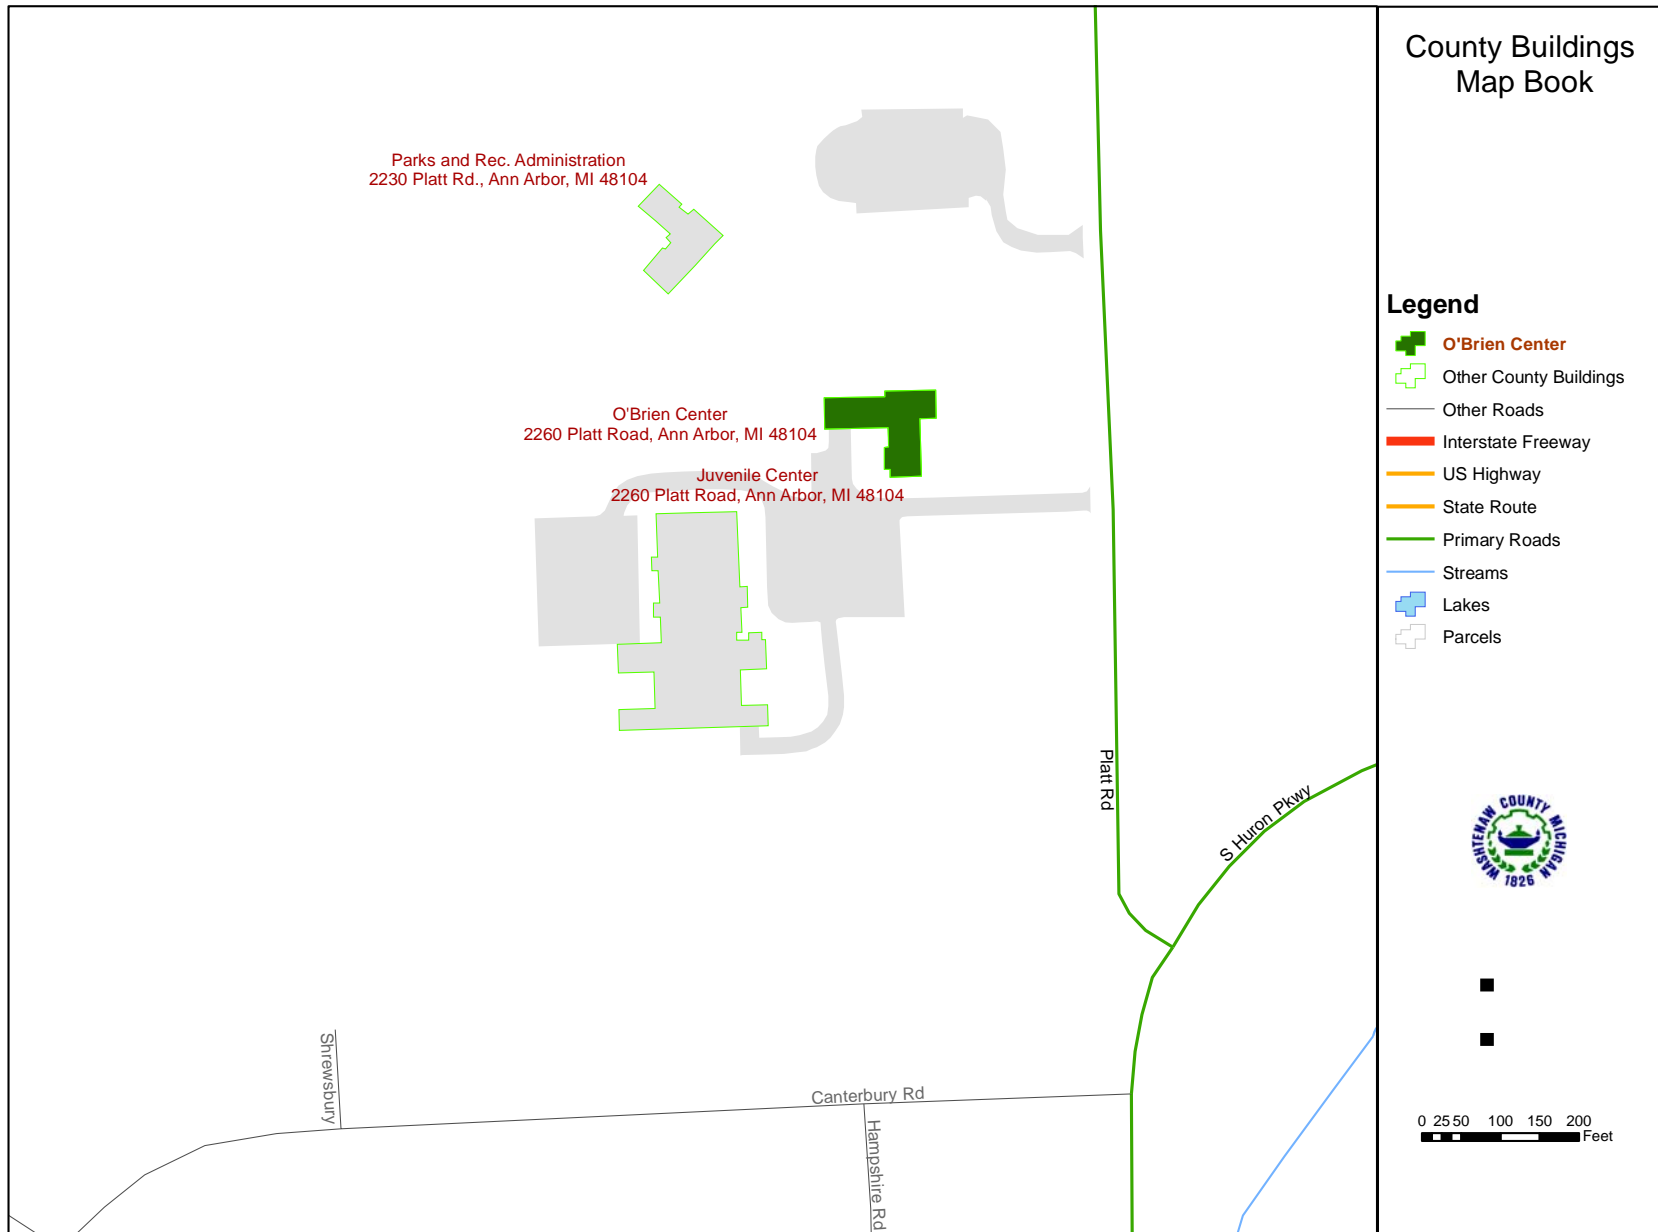 County Buildings
Map Book
Parks and Rec. Administration
2230 Platt Rd., Ann Arbor, MI 48104
O'Brien Center
2260 Platt Road, Ann Arbor, MI 48104
Juvenile Center
2260 Platt Road, Ann Arbor, MI 48104
Platt Rd
S Huron Pkwy
Shrewsbury
Canterbury Rd
Hampshire Rd
Legend
O'Brien Center
Other County Buildings
Other Roads
Interstate Freeway
US Highway
State Route
Primary Roads
Streams
Lakes
Parcels
WASHTENAW COUNTY MICHIGAN
1826
0 25 50 100 150 200
Feet